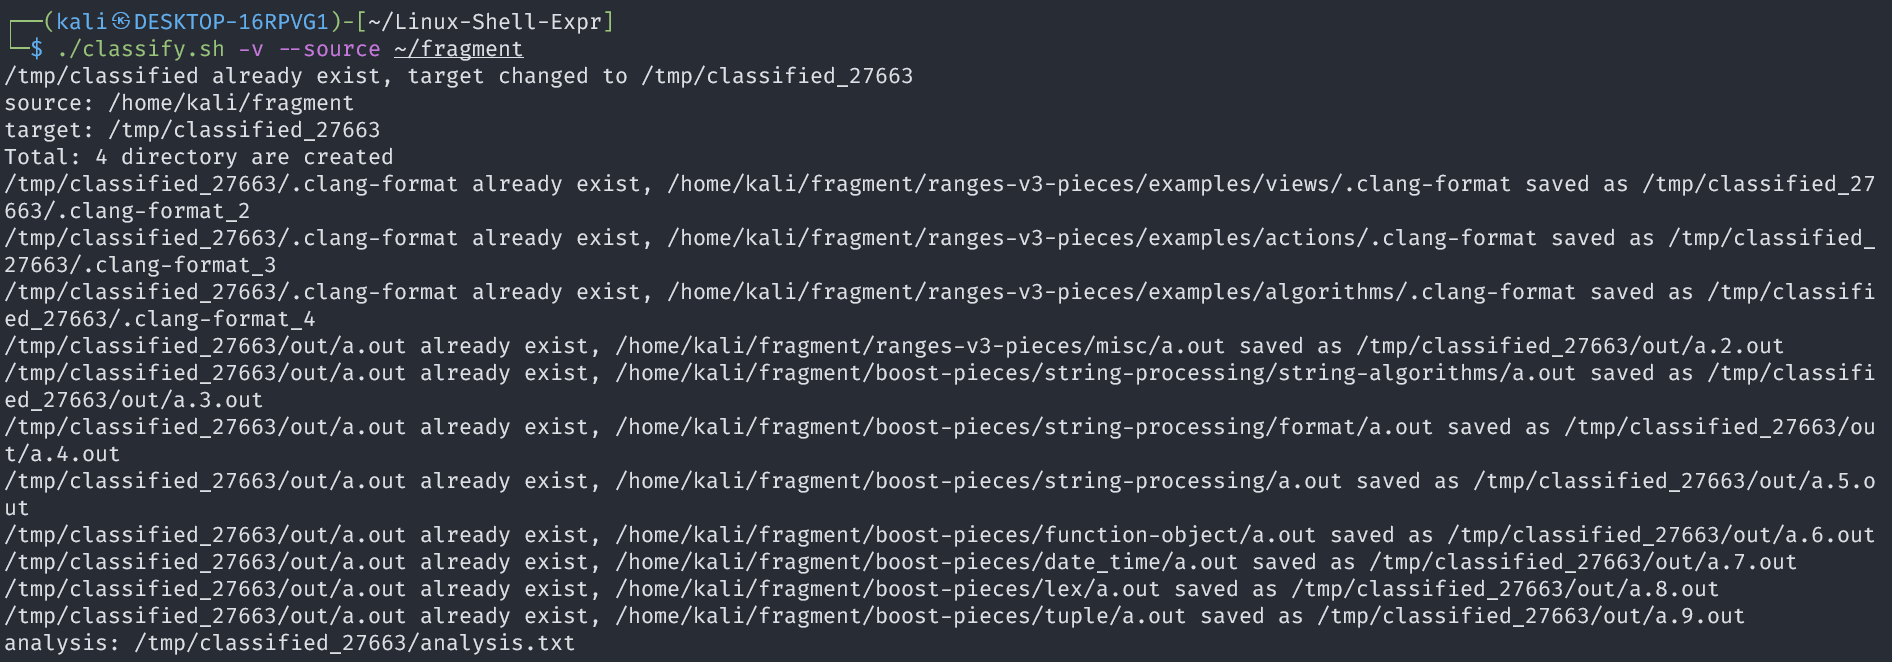 ┌──(kali㉿DESKTOP-16RPVG1)-[~/Linux-Shell-Expr]
└─$ ./classify.sh -v --source ~/fragment
/tmp/classified already exist, target changed to /tmp/classified_27663
source: /home/kali/fragment
target: /tmp/classified_27663
Total: 4 directory are created
/tmp/classified_27663/.clang-format already exist, /home/kali/fragment/ranges-v3-pieces/examples/views/.clang-format saved as /tmp/classified_27
663/.clang-format_2
/tmp/classified_27663/.clang-format already exist, /home/kali/fragment/ranges-v3-pieces/examples/actions/.clang-format saved as /tmp/classified_
27663/.clang-format_3
/tmp/classified_27663/.clang-format already exist, /home/kali/fragment/ranges-v3-pieces/examples/algorithms/.clang-format saved as /tmp/classifi
ed_27663/.clang-format_4
/tmp/classified_27663/out/a.out already exist, /home/kali/fragment/ranges-v3-pieces/misc/a.out saved as /tmp/classified_27663/out/a.2.out
/tmp/classified_27663/out/a.out already exist, /home/kali/fragment/boost-pieces/string-processing/string-algorithms/a.out saved as /tmp/classifi
ed_27663/out/a.3.out
/tmp/classified_27663/out/a.out already exist, /home/kali/fragment/boost-pieces/string-processing/format/a.out saved as /tmp/classified_27663/ou
t/a.4.out
/tmp/classified_27663/out/a.out already exist, /home/kali/fragment/boost-pieces/string-processing/a.out saved as /tmp/classified_27663/out/a.5.o
ut
/tmp/classified_27663/out/a.out already exist, /home/kali/fragment/boost-pieces/function-object/a.out saved as /tmp/classified_27663/out/a.6.out
/tmp/classified_27663/out/a.out already exist, /home/kali/fragment/boost-pieces/date_time/a.out saved as /tmp/classified_27663/out/a.7.out
/tmp/classified_27663/out/a.out already exist, /home/kali/fragment/boost-pieces/lex/a.out saved as /tmp/classified_27663/out/a.8.out
/tmp/classified_27663/out/a.out already exist, /home/kali/fragment/boost-pieces/tuple/a.out saved as /tmp/classified_27663/out/a.9.out
analysis: /tmp/classified_27663/analysis.txt